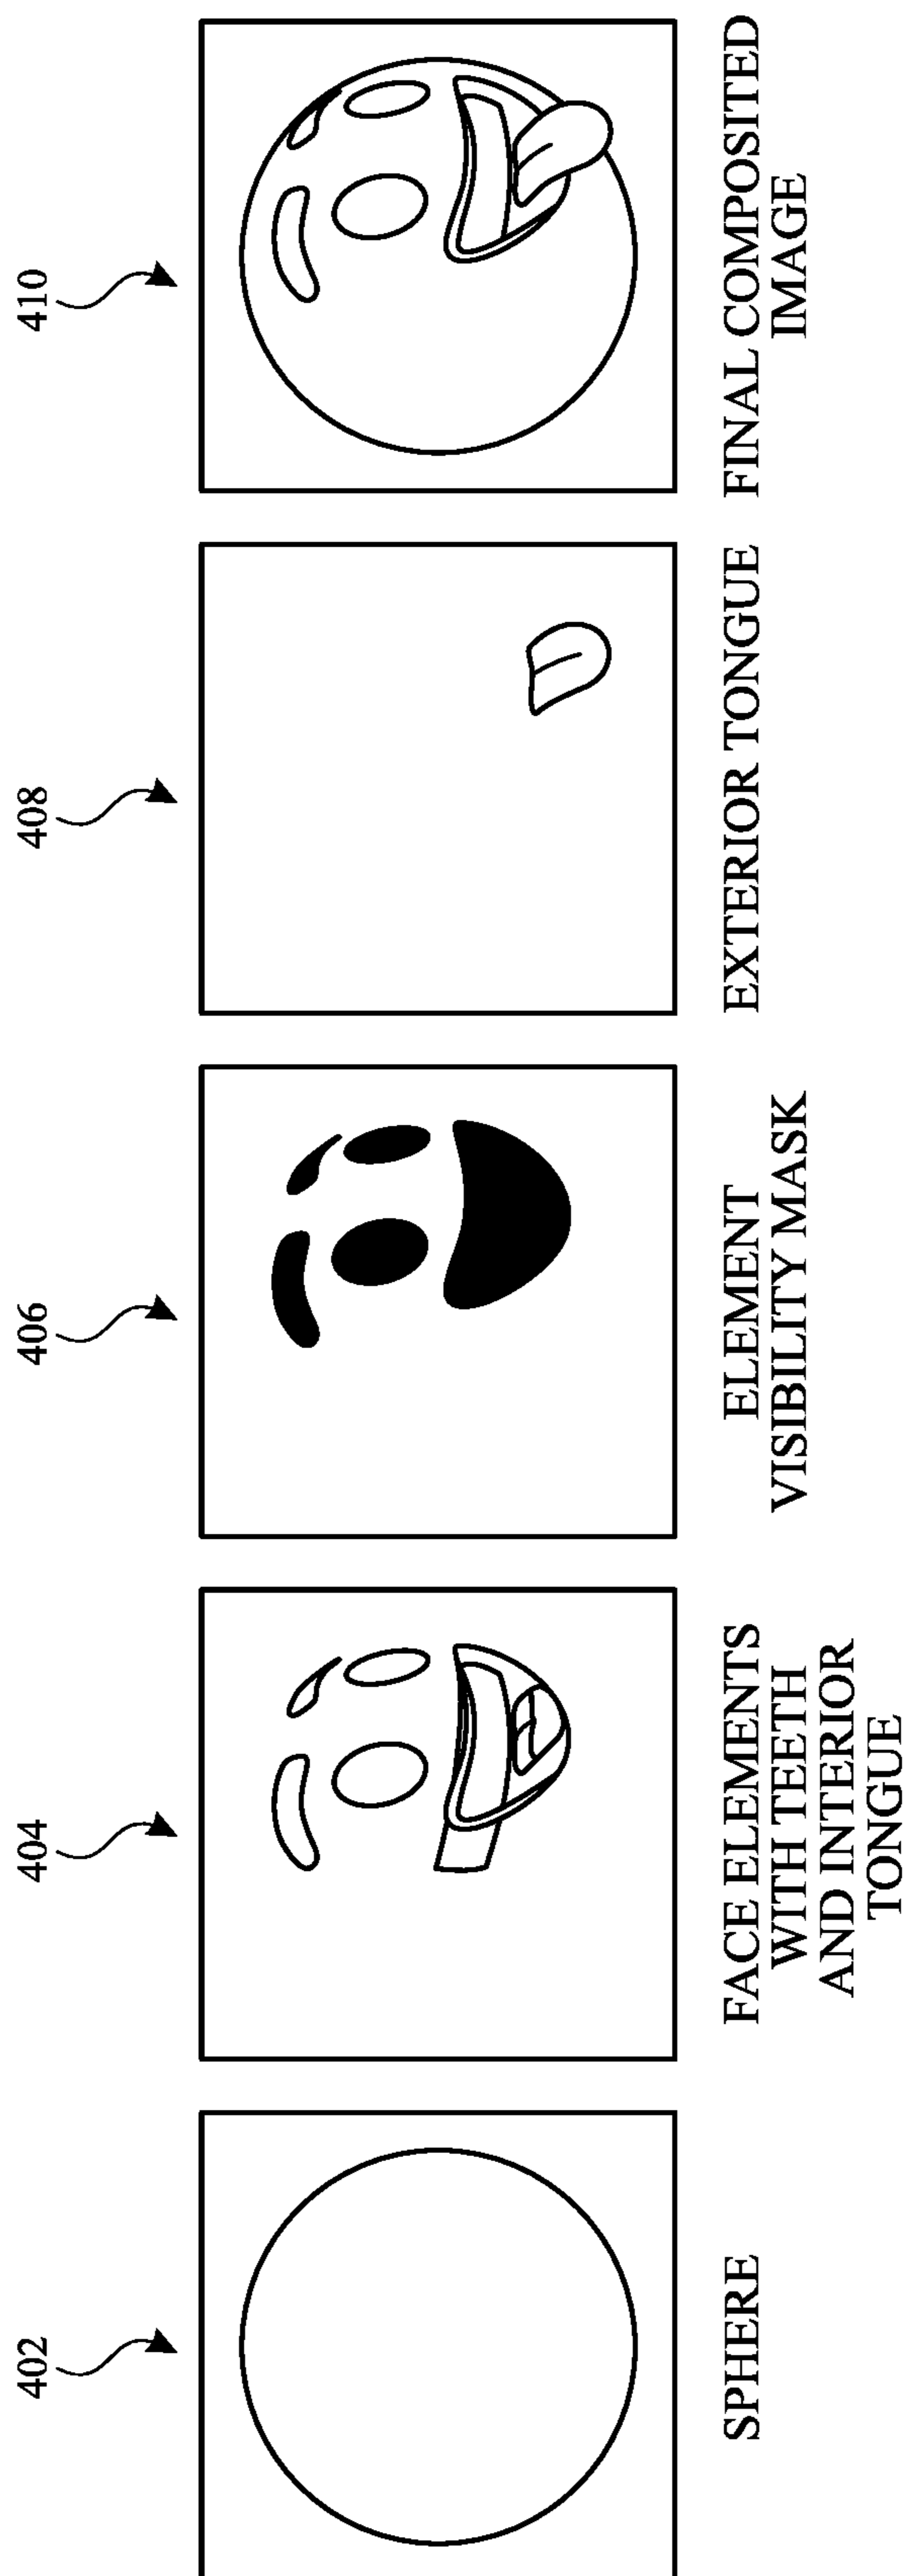 402
404
406
408
410
SPHERE
FACE ELEMENTS
WITH TEETH
AND INTERIOR
TONGUE
ELEMENT
VISIBILITY MASK
EXTERIOR TONGUE
FINAL COMPOSITED
IMAGE